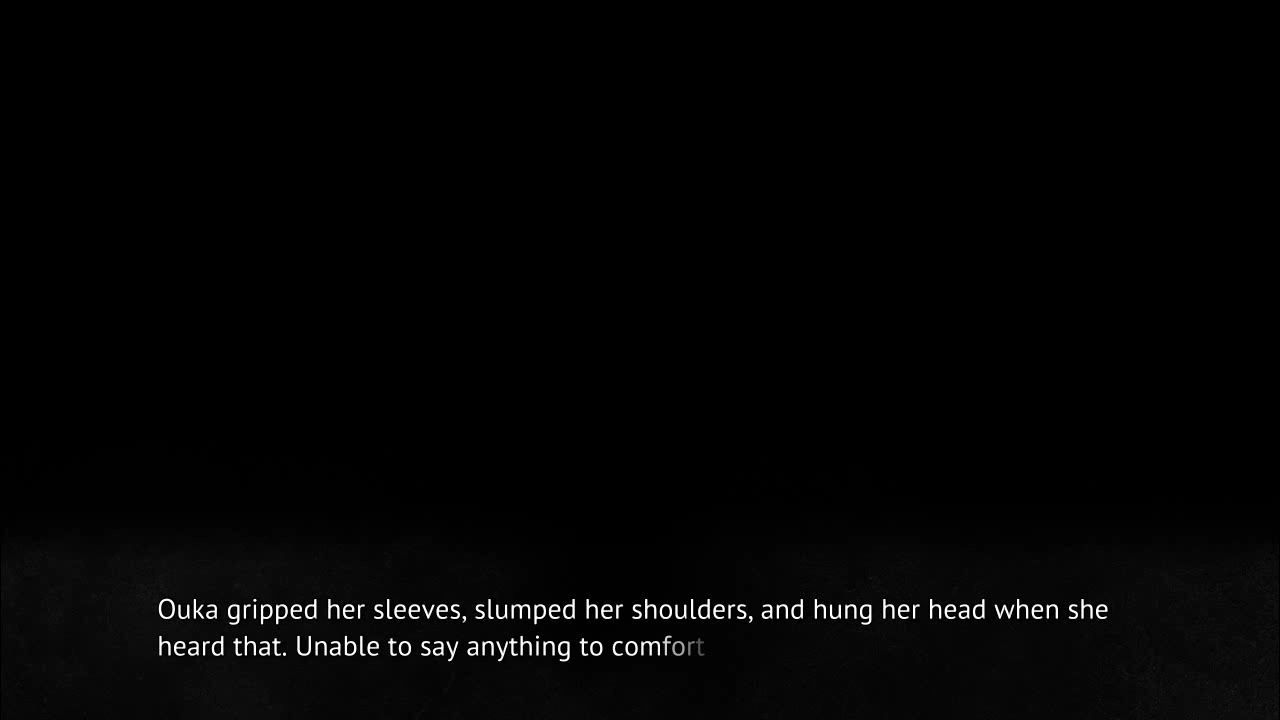 Ouka gripped her sleeves, slumped her shoulders, and hung her head when she
heard that. Unable to say anything to comfort